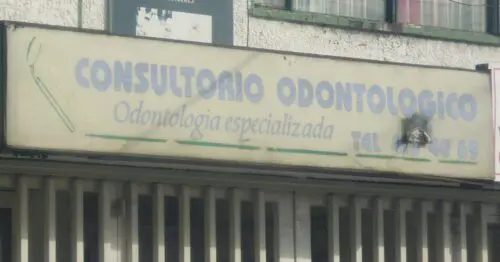 CONSULTORIO ODONTOLOGICO
Odontologia especializada
TEL